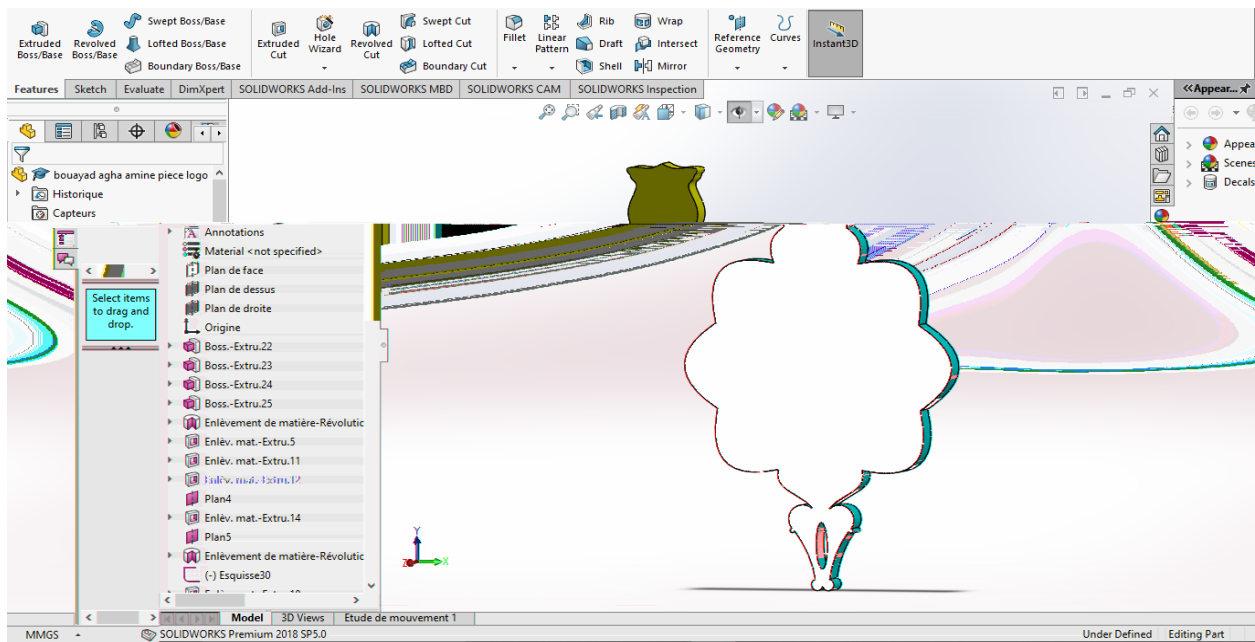 Extruded Boss/Base
Revolved Boss/Base
Swept Boss/Base
Lofted Boss/Base
Boundary Boss/Base
Extruded Cut
Hole Wizard
Revolved Cut
Swept Cut
Lofted Cut
Boundary Cut
Fillet
Linear Pattern
Rib
Draft
Shell
Wrap
Intersect
Mirror
Reference Geometry
Curves
Instant3D
Features Sketch Evaluate DimXpert SOLIDWORKS Add-Ins SOLIDWORKS MBD SOLIDWORKS CAM SOLIDWORKS Inspection
«Appear...
Appea
Scenes
Decals
bouayad agha amine piece logo
Historique
Capteurs
Annotations
Material <not specified>
Plan de face
Plan de dessus
Plan de droite
Origine
Boss.-Extru.22
Boss.-Extru.23
Boss.-Extru.24
Boss.-Extru.25
Enlèvement de matière-Révolutic
Enlèv. mat.-Extru.5
Enlèv. mat.-Extru.11
Enlèv. mat.-Extru.12
Plan4
Enlèv. mat.-Extru.14
Plan5
Enlèvement de matière-Révolutic
(-) Esquisse30
Select items
to drag and
drop.
Y
X
Z
Model 3D Views Etude de mouvement 1
MMGS SOLIDWORKS Premium 2018 SP5.0 Under Defined Editing Part